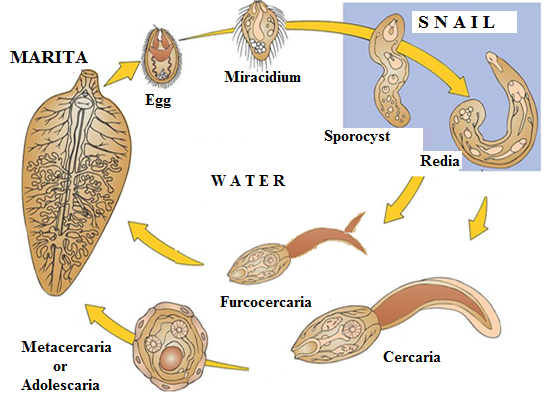 MARITA
Egg
Miracidium
S N A I L
Sporocyst
Redia
W A T E R
Furcocercaria
Cercaria
Metacercaria
or
Adolescaria